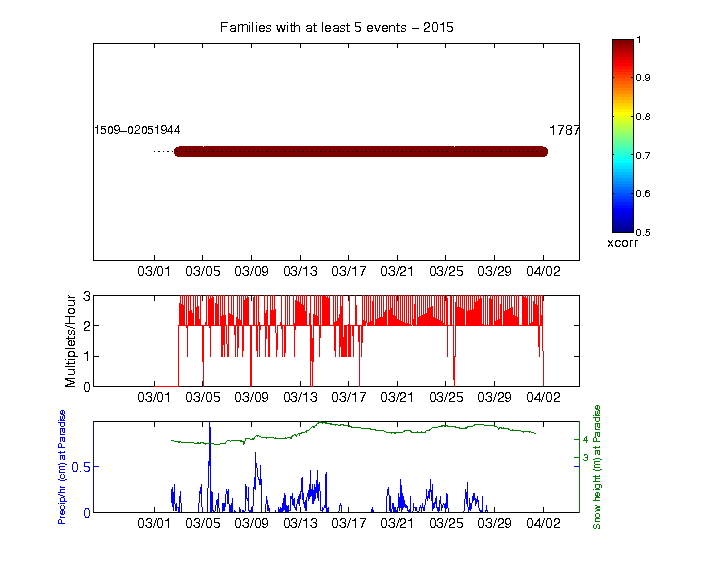 Families with at least 5 events − 2015
1509−02051944
1787
03/01 03/05 03/09 03/13 03/17 03/21 03/25 03/29 04/02
1
0.9
0.8
0.7
0.6
0.5
xcorr
Multiplets/Hour
3
2
1
0
03/01 03/05 03/09 03/13 03/17 03/21 03/25 03/29 04/02
Precip/hr (cm) at Paradise
0.5
0
03/01 03/05 03/09 03/13 03/17 03/21 03/25 03/29 04/02
4
3
Snow height (m) at Paradise